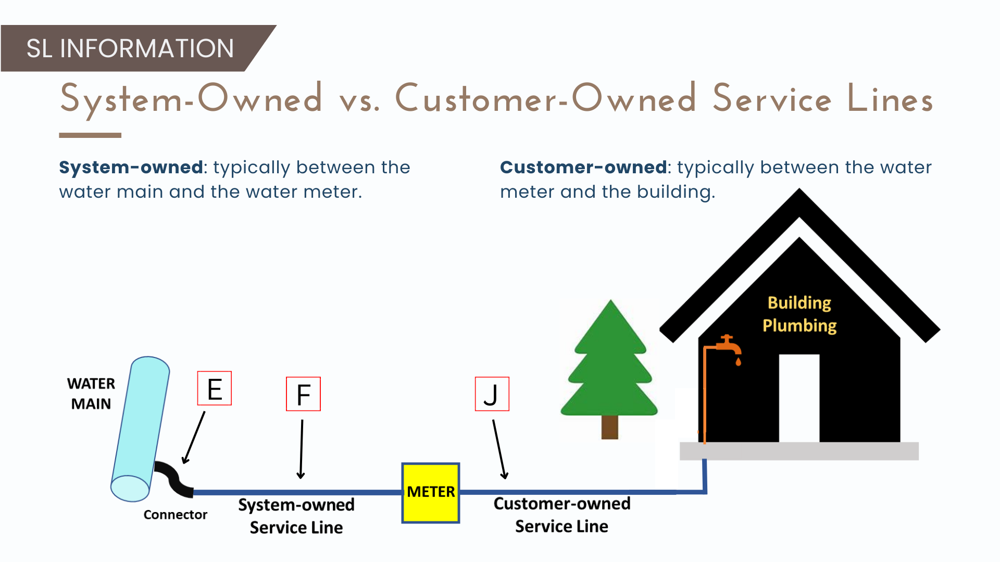 SL INFORMATION
System-Owned vs. Customer-Owned Service Lines
System-owned: typically between the
water main and the water meter.
Customer-owned: typically between the water
meter and the building.
Building
Plumbing
WATER
MAIN
E
F
J
METER
Connector
System-owned
Service Line
Customer-owned
Service Line